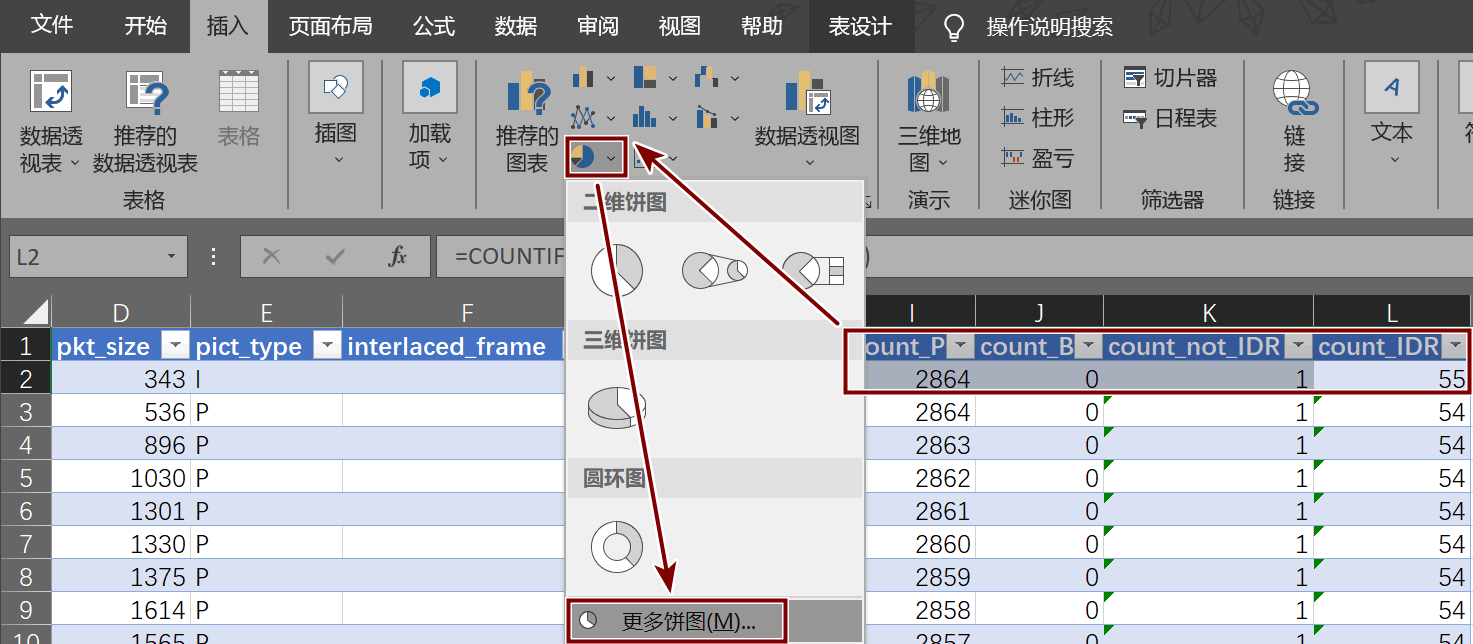 文件 开始 插入 页面布局 公式 数据 审阅 视图 帮助 表设计 操作说明搜索
数据透
视表
推荐的
数据透视表
表格
表格
插图
加载
项
推荐的
图表
数据透视图
三维地
图
演示
折线
柱形
盈亏
迷你图
切片器
日程表
筛选器
链
接
链接
文本
二维饼图
三维饼图
圆环图
更多饼图(M)...
L2 fx =COUNTIF )
D E F I J K L
1 pkt_size pict_type interlaced_frame ount_P count_B count_not_IDR count_IDR
2 343 I 2864 0 1 55
3 536 P 2864 0 1 54
4 896 P 2863 0 1 54
5 1030 P 2862 0 1 54
6 1301 P 2861 0 1 54
7 1330 P 2860 0 1 54
8 1375 P 2859 0 1 54
9 1614 P 2858 0 1 54
10 1565 P 2857 0 1 54